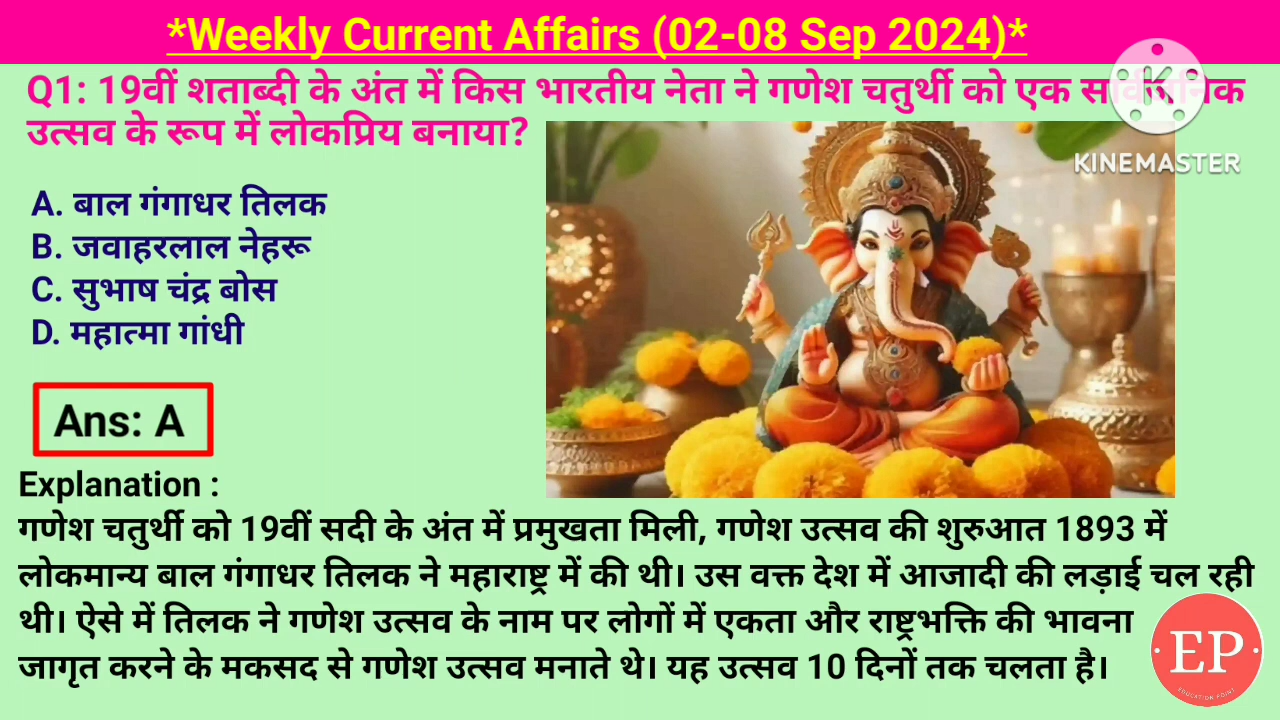 *Weekly Current Affairs (02-08 Sep 2024)*
Q1: 19वीं शताब्दी के अंत में किस भारतीय नेता ने गणेश चतुर्थी को एक सार्वजनिक
उत्सव के रूप में लोकप्रिय बनाया?
KINEMASTER
A. बाल गंगाधर तिलक
B. जवाहरलाल नेहरू
C. सुभाष चंद्र बोस
D. महात्मा गांधी
Ans: A
Explanation :
गणेश चतुर्थी को 19वीं सदी के अंत में प्रमुखता मिली, गणेश उत्सव की शुरुआत 1893 में
लोकमान्य बाल गंगाधर तिलक ने महाराष्ट्र में की थी। उस वक्त देश में आजादी की लड़ाई चल रही
थी। ऐसे में तिलक ने गणेश उत्सव के नाम पर लोगों में एकता और राष्ट्रभक्ति की भावना
जागृत करने के मकसद से गणेश उत्सव मनाते थे। यह उत्सव 10 दिनों तक चलता है।
EP
EDUCATION POINT